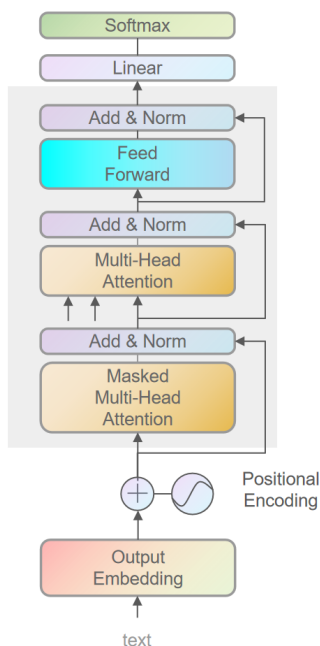 Softmax
Linear
Add & Norm
Feed
Forward
Add & Norm
Multi-Head
Attention
Add & Norm
Masked
Multi-Head
Attention
Positional
Encoding
Output
Embedding
text